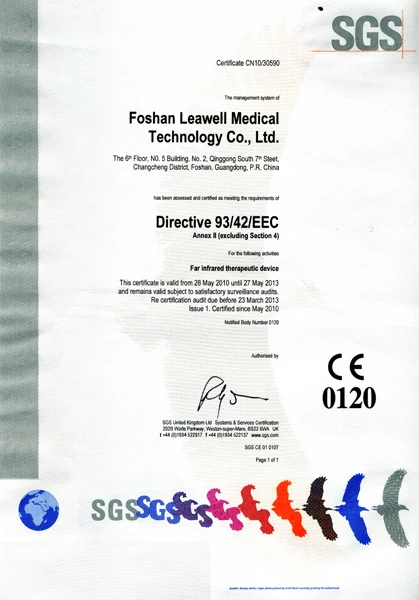 SGS
Certificate CN10/30590
The management system of
Foshan Leawell Medical
Technology Co., Ltd.
The 6th Floor, N0. 5 Building, No. 2, Qinggong South 7th Steet,
Changcheng District, Foshan, Guangdong, P.R. China
has been assessed and certified as meeting the requirements of
Directive 93/42/EEC
Annex II (excluding Section 4)
For the following activities
Far infrared therapeutic device
This certificate is valid from 28 May 2010 until 27 May 2013
and remains valid subject to satisfactory surveillance audits.
Re certification audit due before 23 March 2013
Issue 1. Certified since May 2010
Notified Body Number 0120
Authorised by
CE
0120
SGS United Kingdom Ltd Systems & Services Certification
202B Worle Parkway, Weston-super-Mare, BS22 6WA UK
t +44 (0)1934 522917 f +44 (0)1934 522137 www.sgs.com
SGS CE 01 0107
Page 1 of 1
SGS SGS SGS